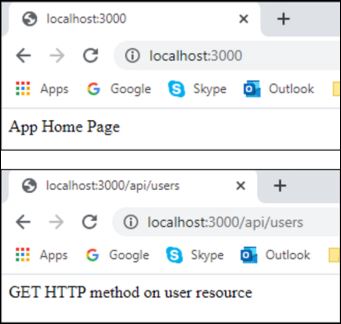 localhost:3000
localhost:3000
Apps Google Skype Outlook
App Home Page
localhost:3000/api/users
localhost:3000/api/users
Apps Google Skype Outlook
GET HTTP method on user resource